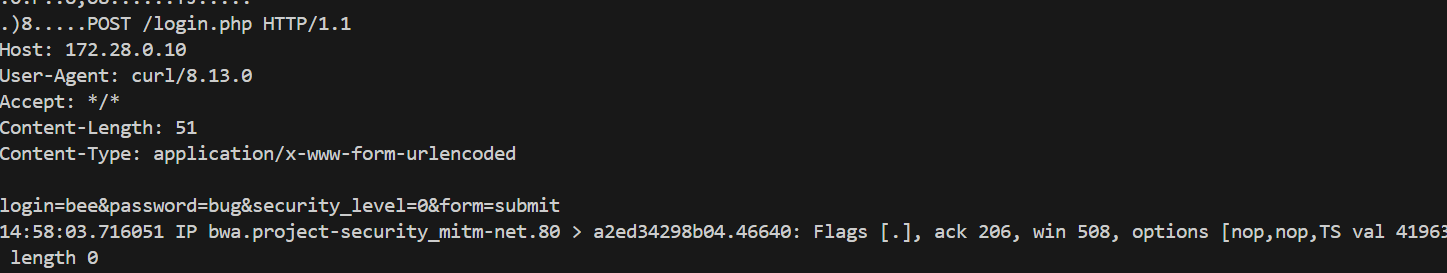 .)8.....POST /login.php HTTP/1.1
Host: 172.28.0.10
User-Agent: curl/8.13.0
Accept: */*
Content-Length: 51
Content-Type: application/x-www-form-urlencoded

login=bee&password=bug&security_level=0&form=submit
14:58:03.716051 IP bwa.project-security_mitm-net.80 > a2ed34298b04.46640: Flags [.], ack 206, win 508, options [nop,nop,TS val 41963
length 0